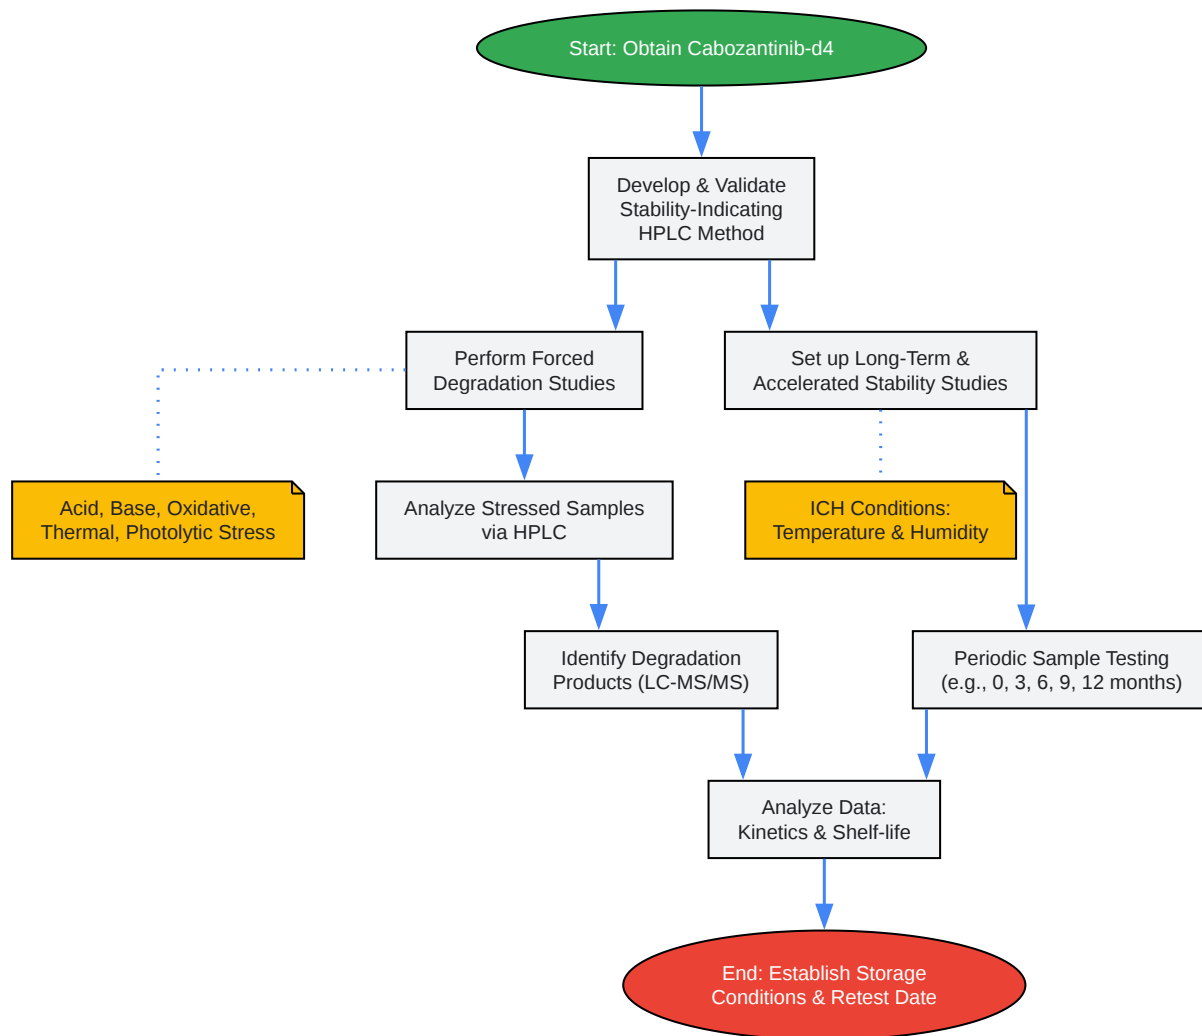 Start: Obtain Cabozantinib-d4
Develop & Validate
Stability-Indicating
HPLC Method
Perform Forced
Degradation Studies
Set up Long-Term &
Accelerated Stability Studies
Acid, Base, Oxidative,
Thermal, Photolytic Stress
Analyze Stressed Samples
via HPLC
ICH Conditions:
Temperature & Humidity
Identify Degradation
Products (LC-MS/MS)
Periodic Sample Testing
(e.g., 0, 3, 6, 9, 12 months)
Analyze Data:
Kinetics & Shelf-life
End: Establish Storage
Conditions & Retest Date